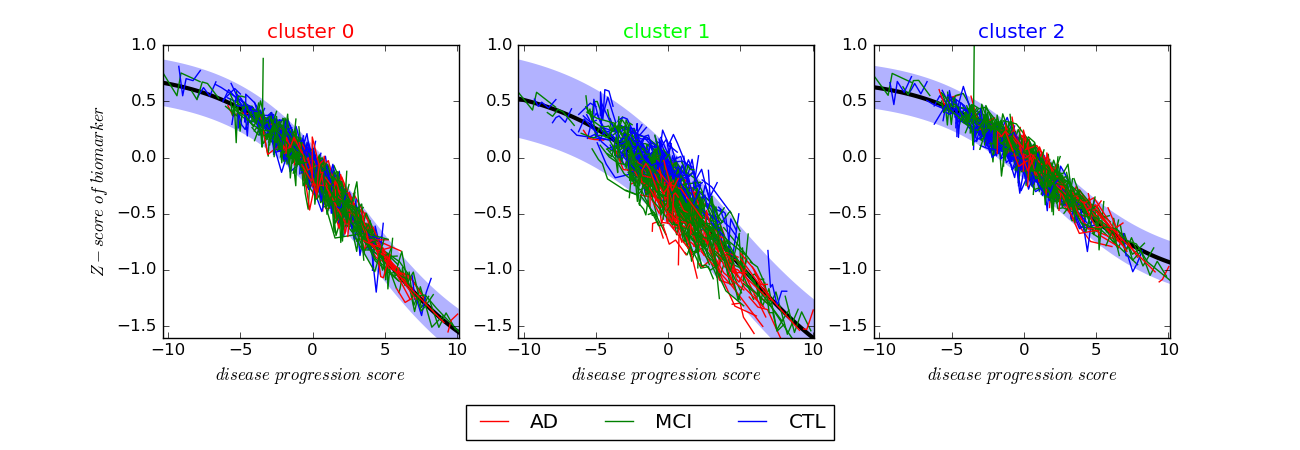 cluster 0 cluster 1 cluster 2
Z − score of biomarker
1.0 0.5 0.0 −0.5 −1.0 −1.5
1.0 0.5 0.0 −0.5 −1.0 −1.5
1.0 0.5 0.0 −0.5 −1.0 −1.5
−10 −5 0 5 10 −10 −5 0 5 10 −10 −5 0 5 10
disease progression score disease progression score disease progression score
AD MCI CTL